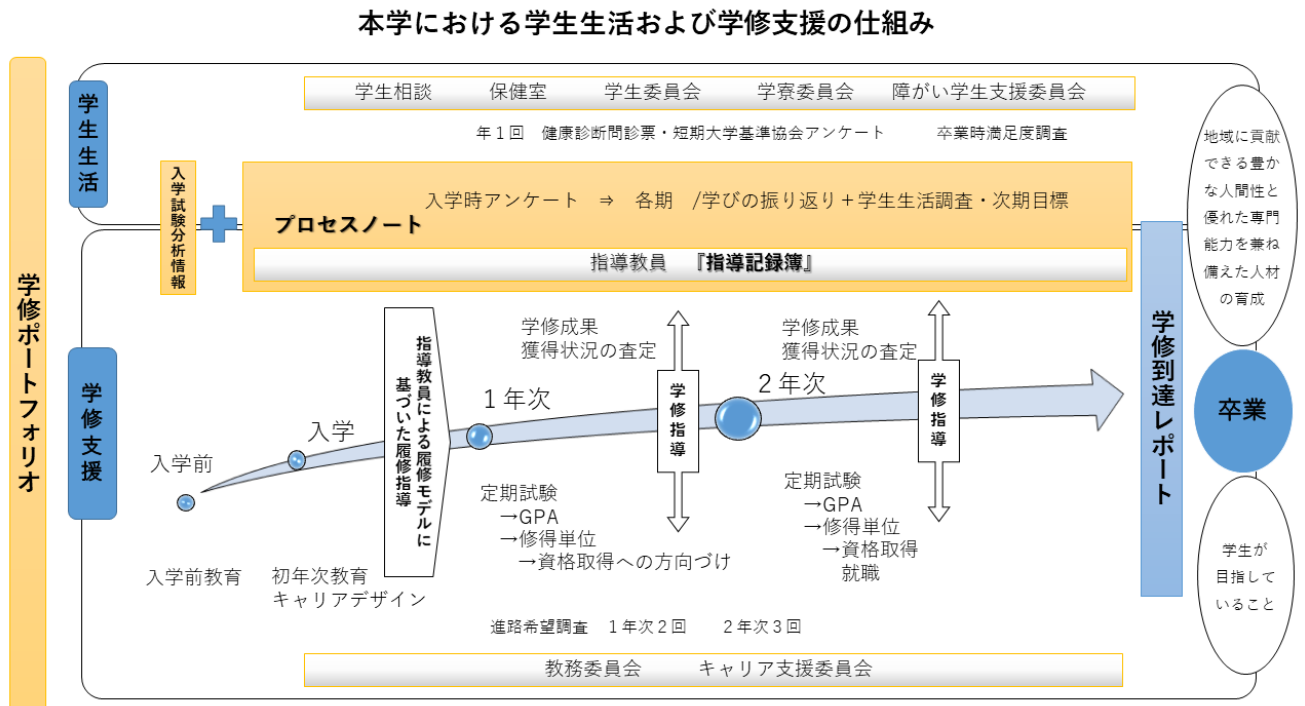 本学における学生生活および学修支援の仕組み
学修ポートフォリオ
学生生活
学生相談 保健室 学生委員会 学寮委員会 障がい学生支援委員会
年1回 健康診断問診票・短期大学基準協会アンケート 卒業時満足度調査
入学試験分析情報
入学時アンケート ⇒ 各期 /学びの振り返り+学生生活調査・次期目標
プロセスノート
指導教員 『指導記録簿』
学修支援
入学前
入学
指導教員による履修モデルに
基づいた履修指導
1年次
学修成果
獲得状況の査定
学修指導
2年次
学修成果
獲得状況の査定
学修指導
入学前教育
初年次教育
キャリアデザイン
定期試験
→GPA
→修得単位
→資格取得への方向づけ
定期試験
→GPA
→修得単位
→資格取得
就職
進路希望調査 1年次2回 2年次3回
教務委員会 キャリア支援委員会
学修到達レポート
地域に貢献
できる豊か
な人間性と
優れた専門
能力を兼ね
備えた人材
の育成
卒業
学生が
目指して
いること